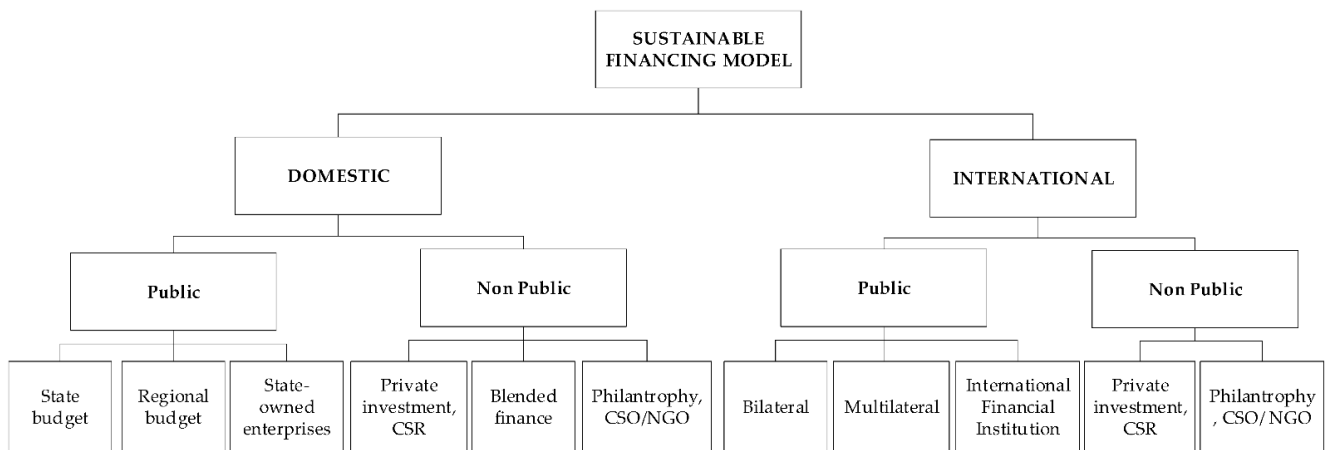 SUSTAINABLE
FINANCING MODEL
DOMESTIC
INTERNATIONAL
Public
Non Public
Public
Non Public
State
budget
Regional
budget
State-
owned
enterprises
Private
investment,
CSR
Blended
finance
Philantrophy,
CSO/NGO
Bilateral
Multilateral
International
Financial
Institution
Private
investment,
CSR
Philantrophy
, CSO/ NGO